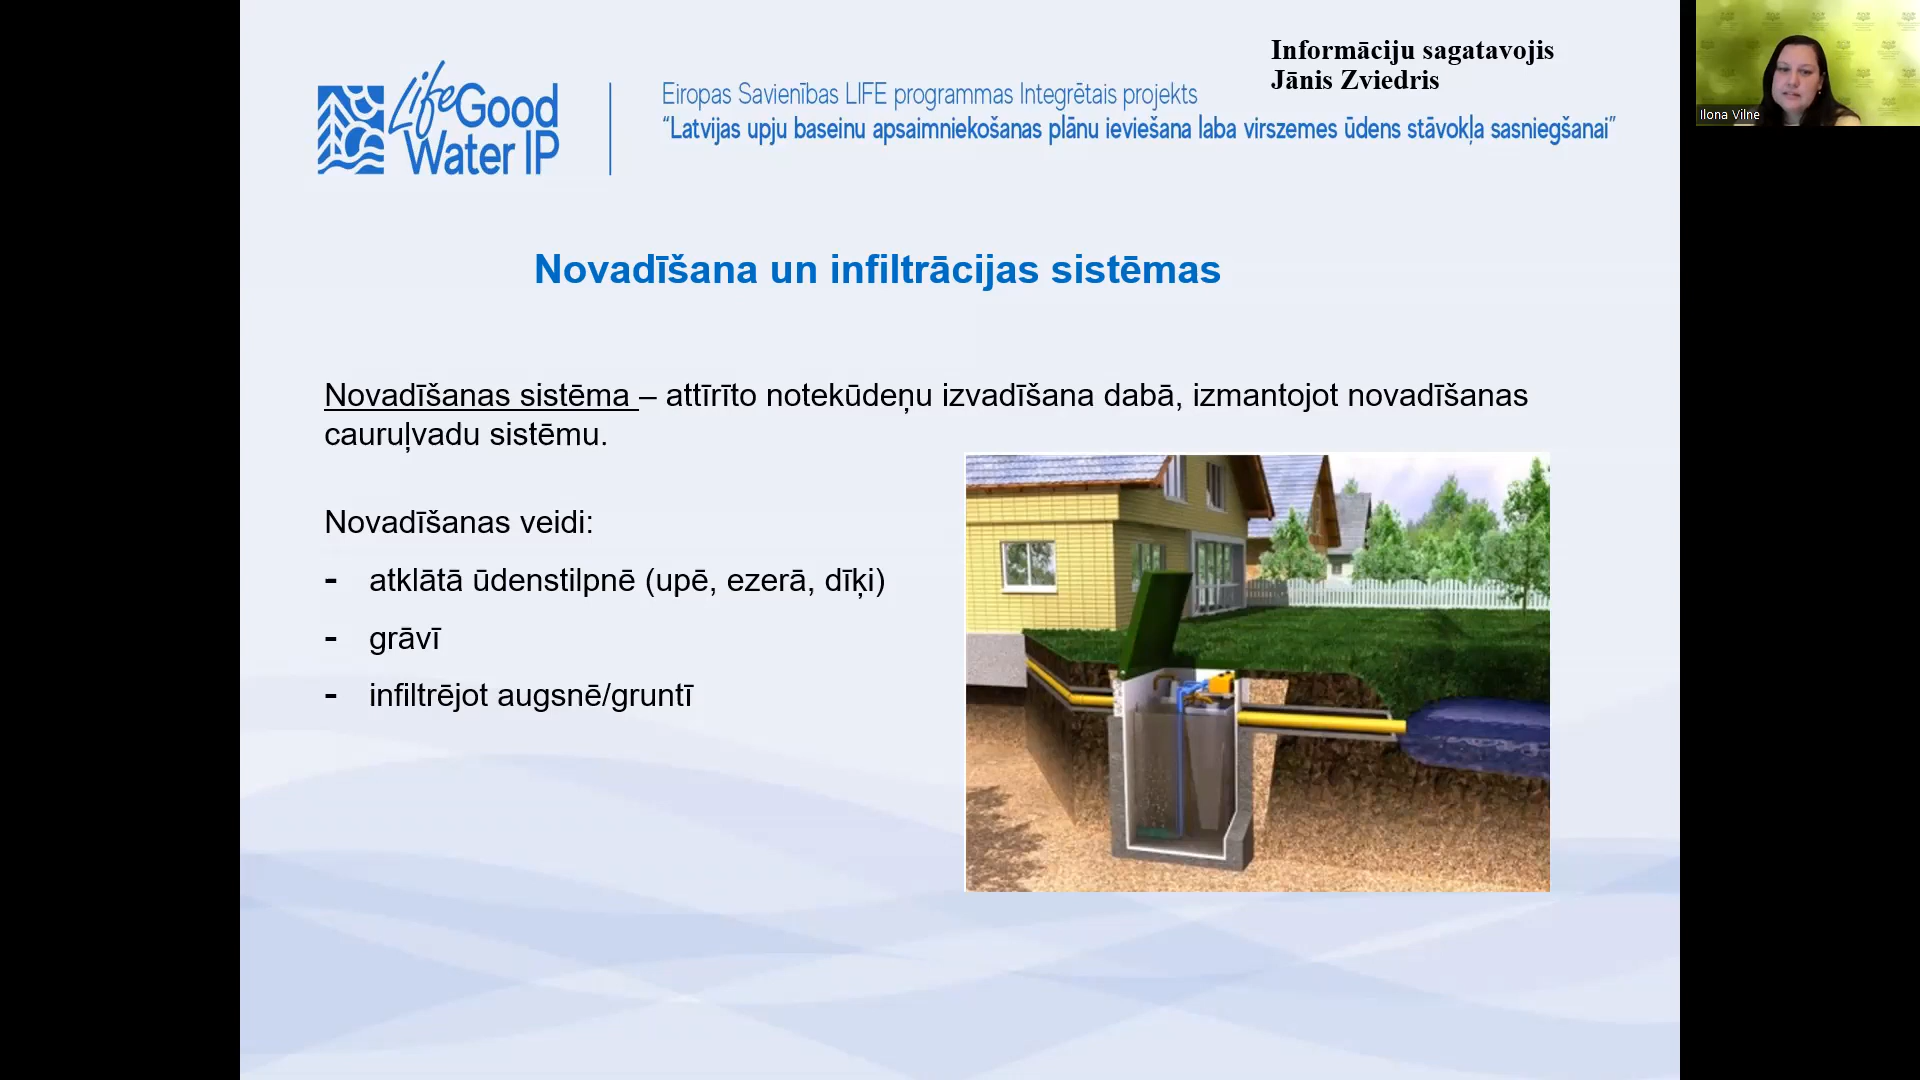 Informāciju sagatavojis
Jānis Zviedris
Life Good
Water IP
Eiropas Savienības LIFE programmas Integrētais projekts
“Latvijas upju baseinu apsaimniekošanas plānu ieviešana laba virszemes ūdens stāvokļa sasniegšanai”
Ilona Vilne
Novadīšana un infiltrācijas sistēmas
Novadīšanas sistēma – attīrīto notekūdeņu izvadīšana dabā, izmantojot novadīšanas
cauruļvadu sistēmu.
Novadīšanas veidi:
- atklātā ūdenstilpnē (upē, ezerā, dīķi)
- grāvī
- infiltrējot augsnē/gruntī